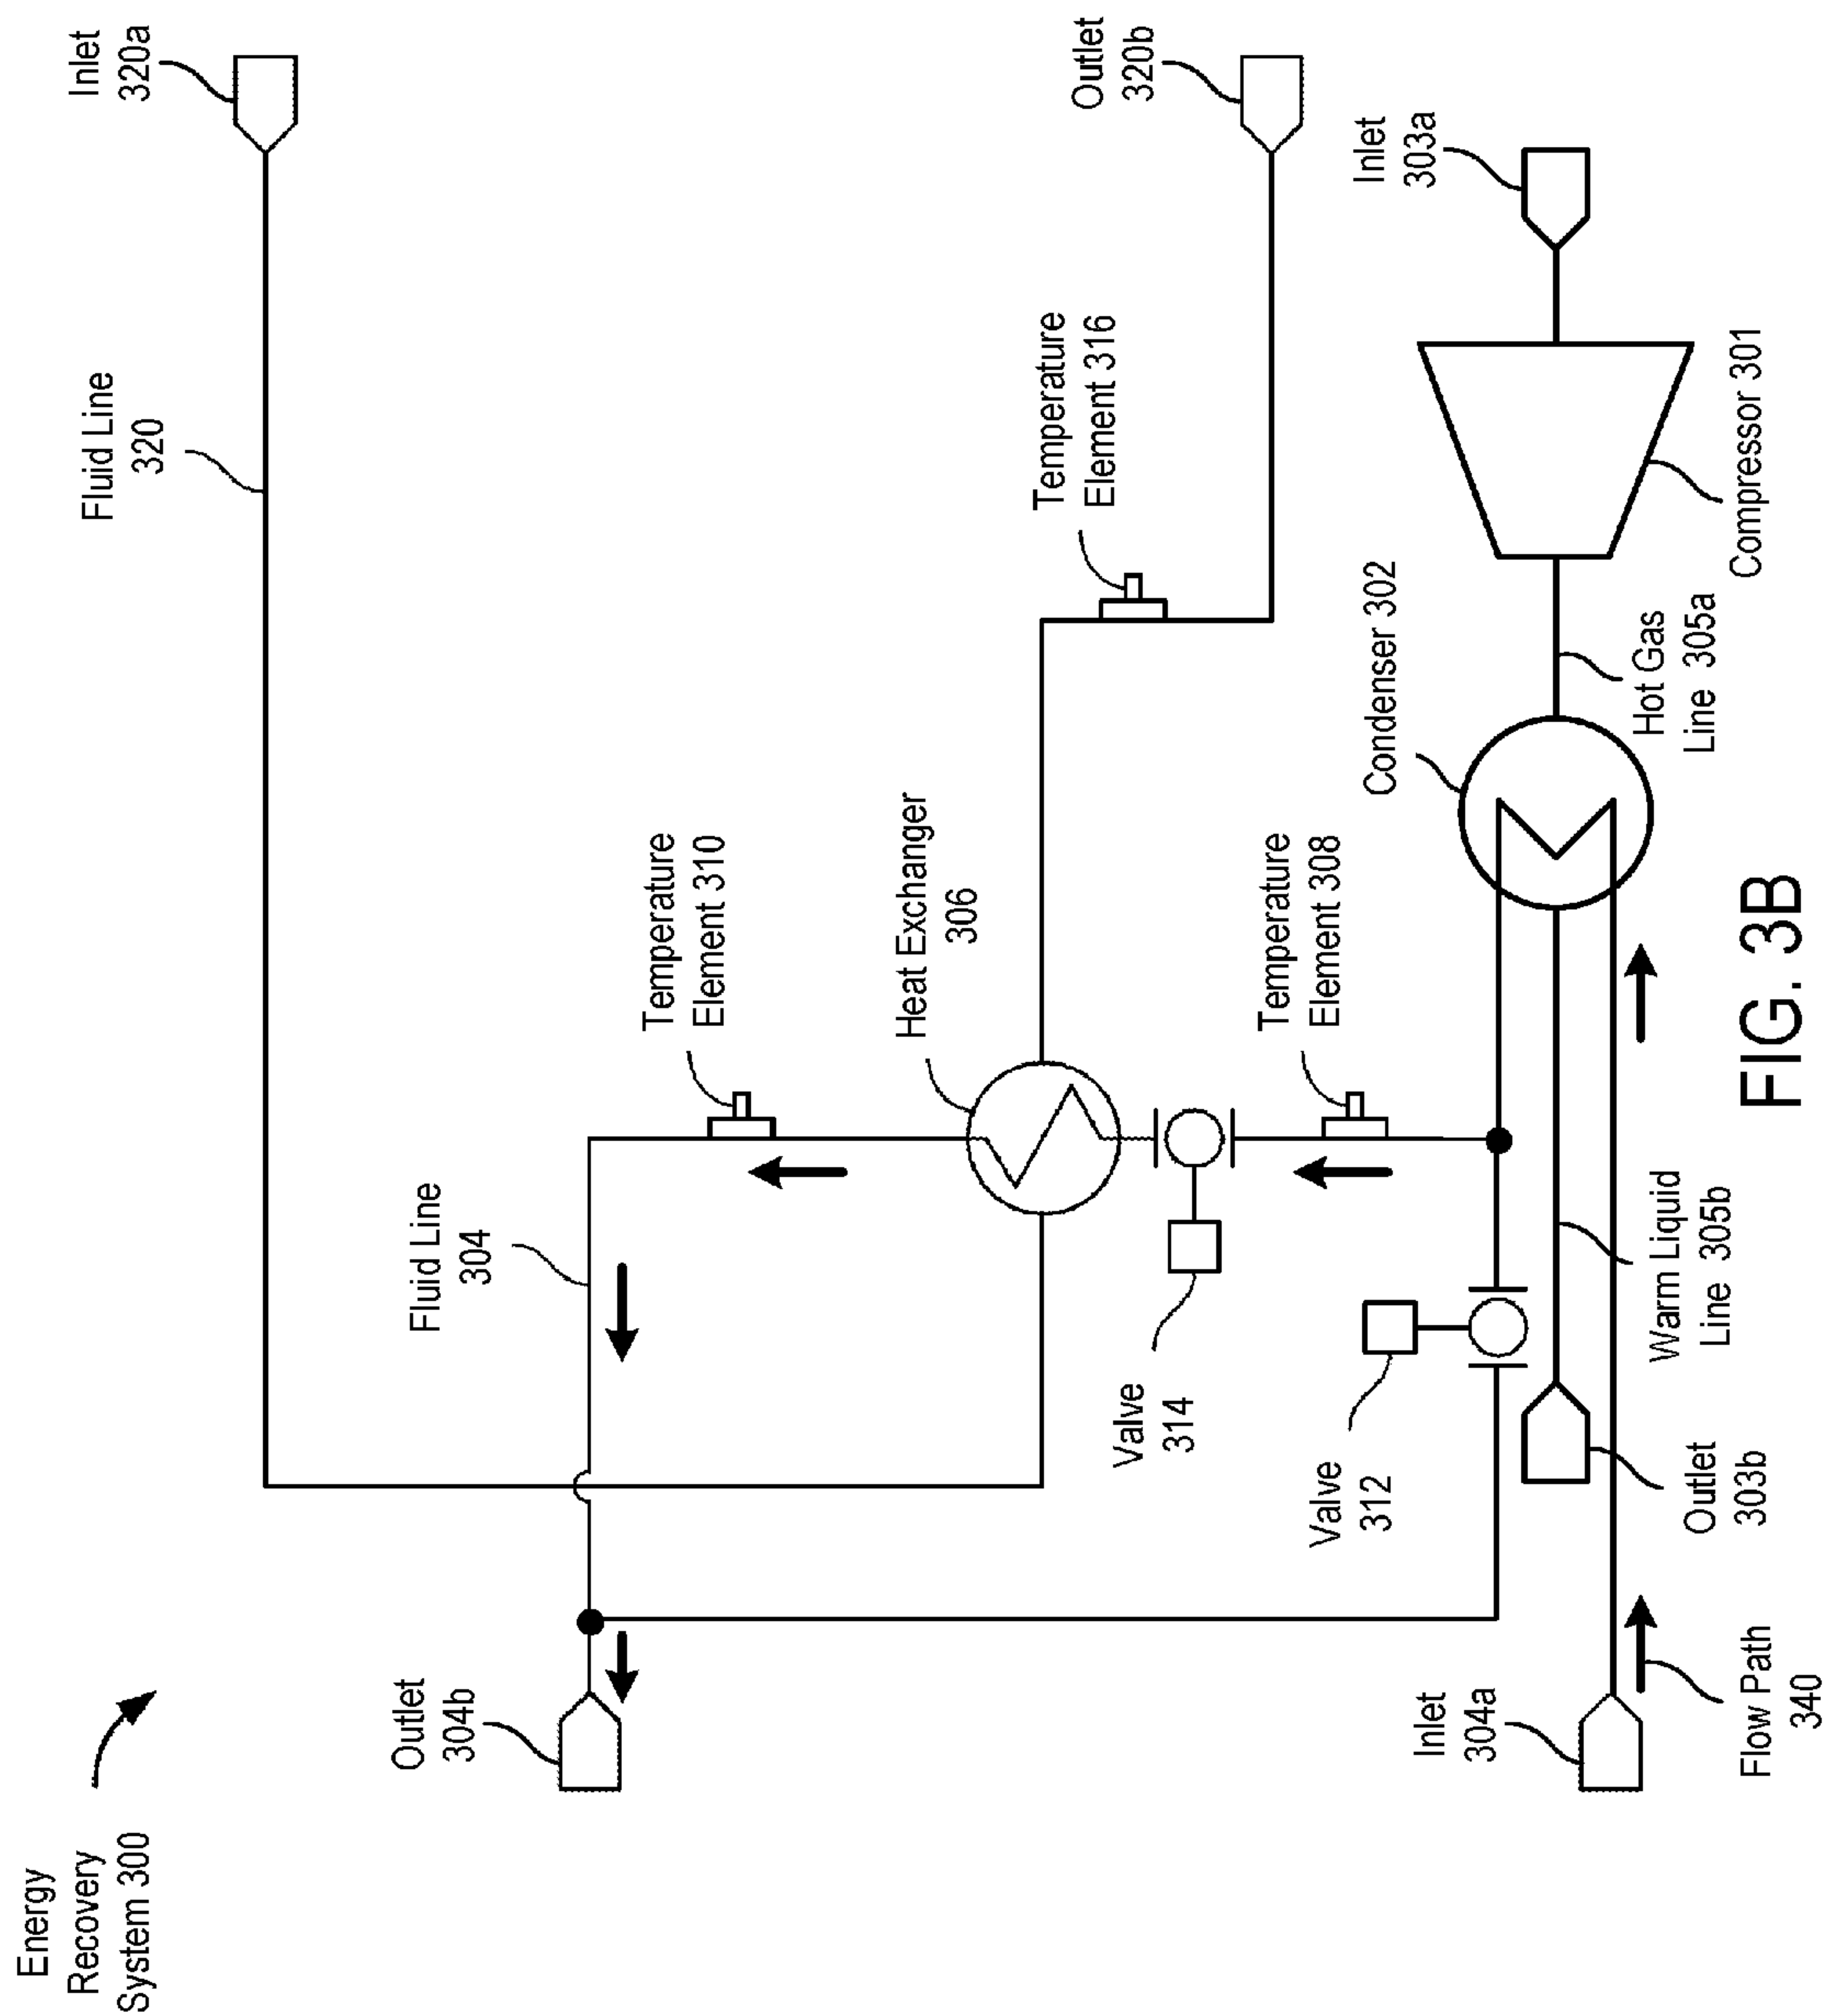 Energy
Recovery
System 300
Outlet
304b
Inlet
304a
Flow Path
340
Fluid Line
304
Valve
314
Valve
312
Outlet
303b
Warm Liquid
Line 305b
Temperature
Element 310
Heat Exchanger
306
Temperature
Element 308
Condenser 302
Hot Gas
Line 305a
Fluid Line
320
Temperature
Element 316
Compressor 301
Inlet
320a
Outlet
320b
Inlet
303a
FIG. 3B